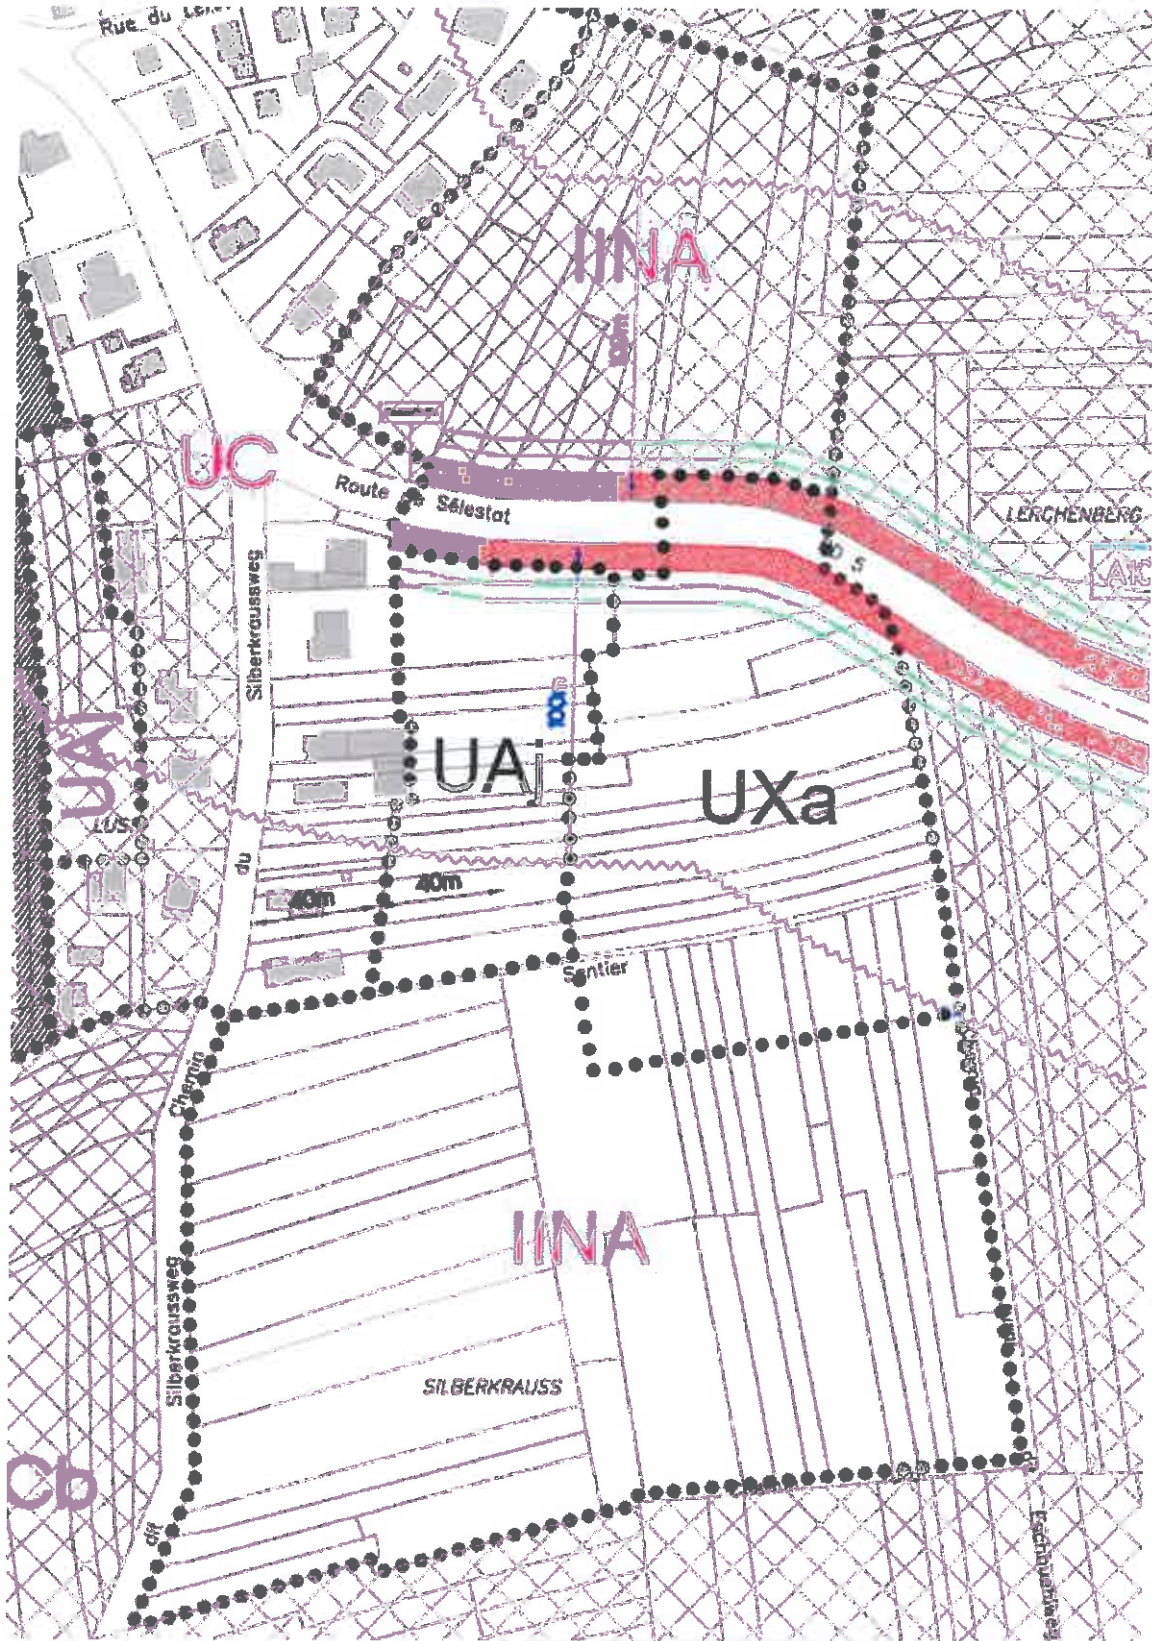 Rue du
IINA
UC
Route
Sélestat
LERCHENBERG
Silberkraussweg
UAj
UAj
UXa
du
40m
40m
Sentier
Chemin
IINA
Silberkraussweg
SILBERKRAUSS
Cb
dit